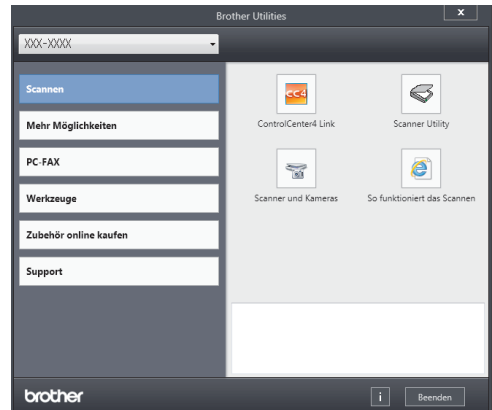 Brother Utilities
x
XXX-XXXX
Scannen
Mehr Möglichkeiten
PC-FAX
Werkzeuge
Zubehör online kaufen
Support
CC4
ControlCenter4 Link
Scanner Utility
Scanner und Kameras
So funktioniert das Scannen
brother
i
Beenden